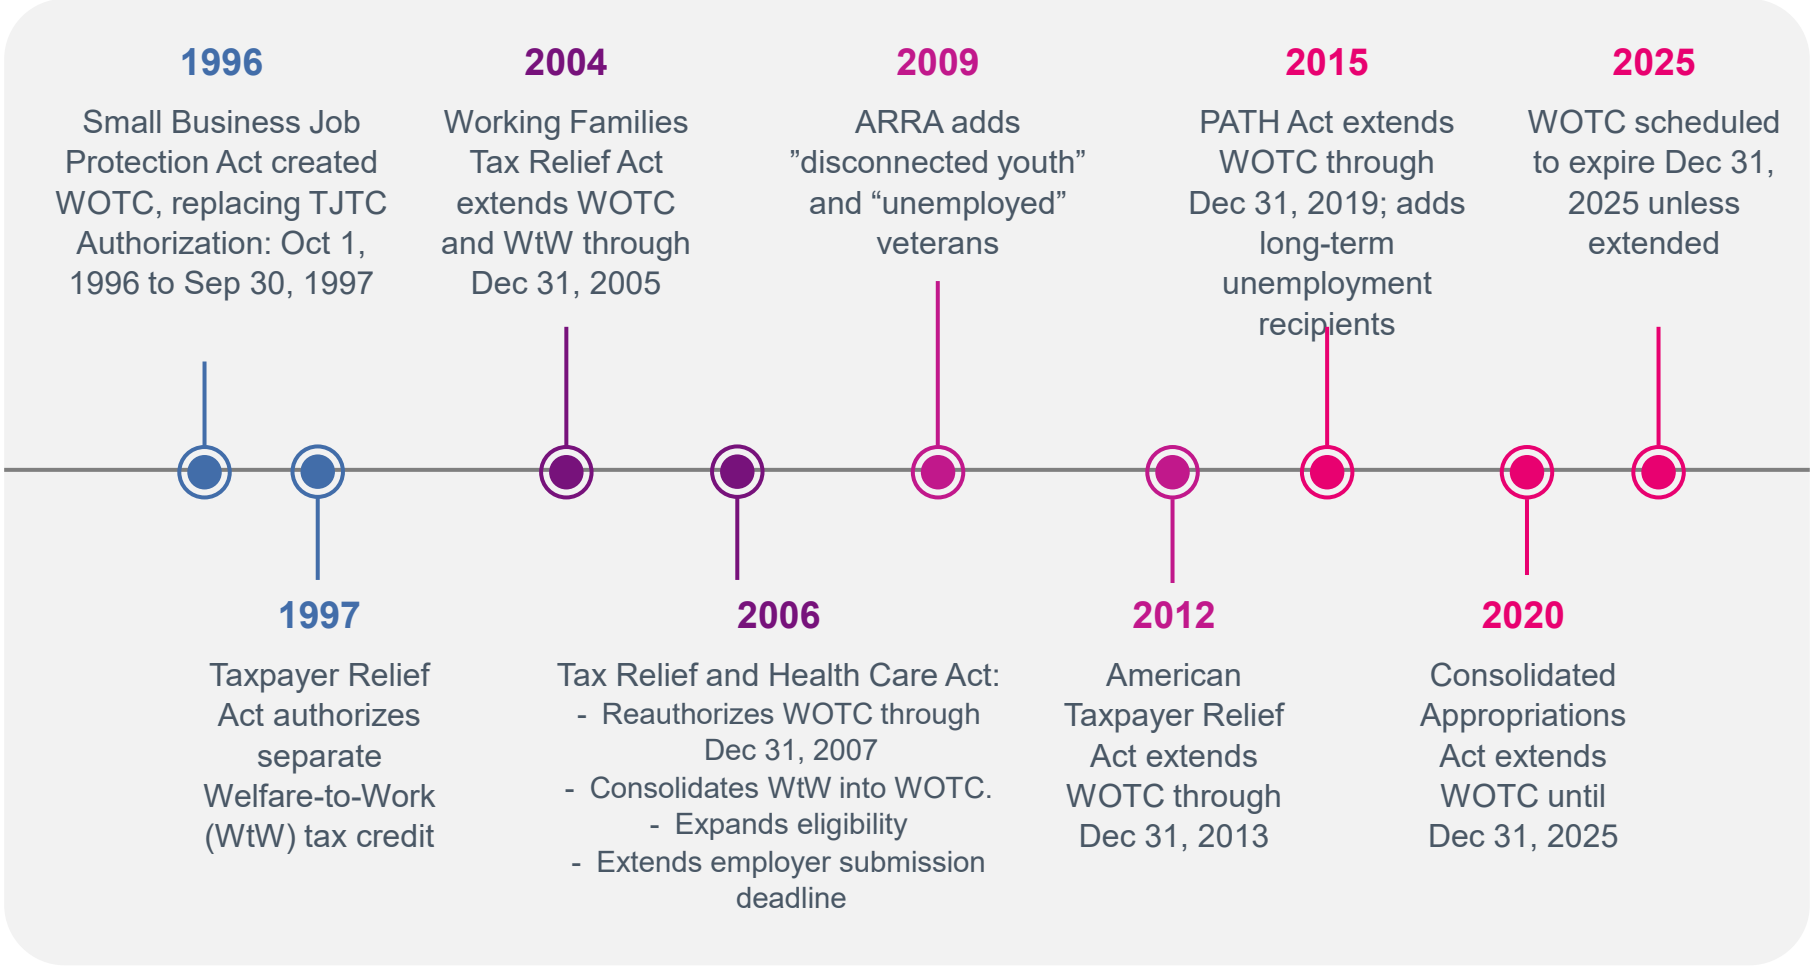 1996
Small Business Job
Protection Act created
WOTC, replacing TJTC
Authorization: Oct 1,
1996 to Sep 30, 1997
2004
Working Families
Tax Relief Act
extends WOTC
and WtW through
Dec 31, 2005
2009
ARRA adds
”disconnected youth”
and “unemployed”
veterans
2015
PATH Act extends
WOTC through
Dec 31, 2019; adds
long-term
unemployment
recipients
2025
WOTC scheduled
to expire Dec 31,
2025 unless
extended
1997
Taxpayer Relief
Act authorizes
separate
Welfare-to-Work
(WtW) tax credit
2006
Tax Relief and Health Care Act:
- Reauthorizes WOTC through
Dec 31, 2007
- Consolidates WtW into WOTC.
- Expands eligibility
- Extends employer submission
deadline
2012
American
Taxpayer Relief
Act extends
WOTC through
Dec 31, 2013
2020
Consolidated
Appropriations
Act extends
WOTC until
Dec 31, 2025